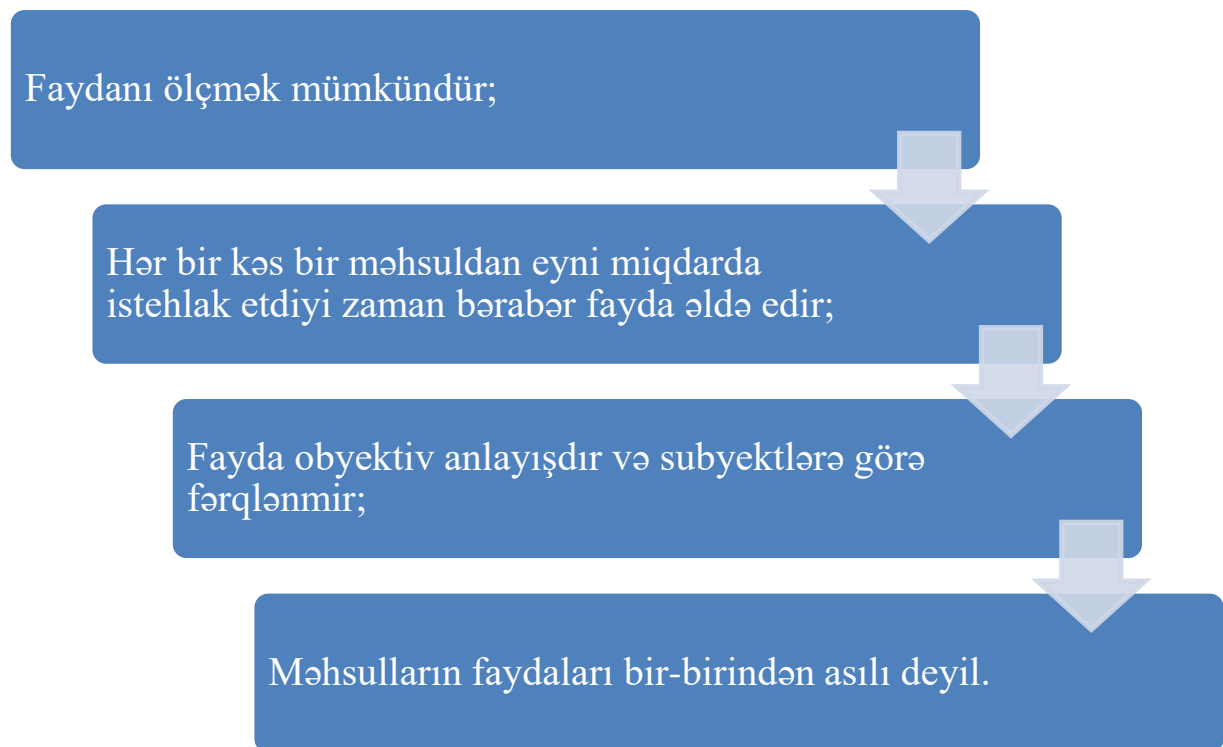 Faydanı ölçmək mümkündür;
Hər bir kəs bir məhsuldan eyni miqdarda
istehlak etdiyi zaman bərabər fayda əldə edir;
Fayda obyektiv anlayışdır və subyektlərə görə
fərqlənmir;
Məhsulların faydaları bir-birindən asılı deyil.